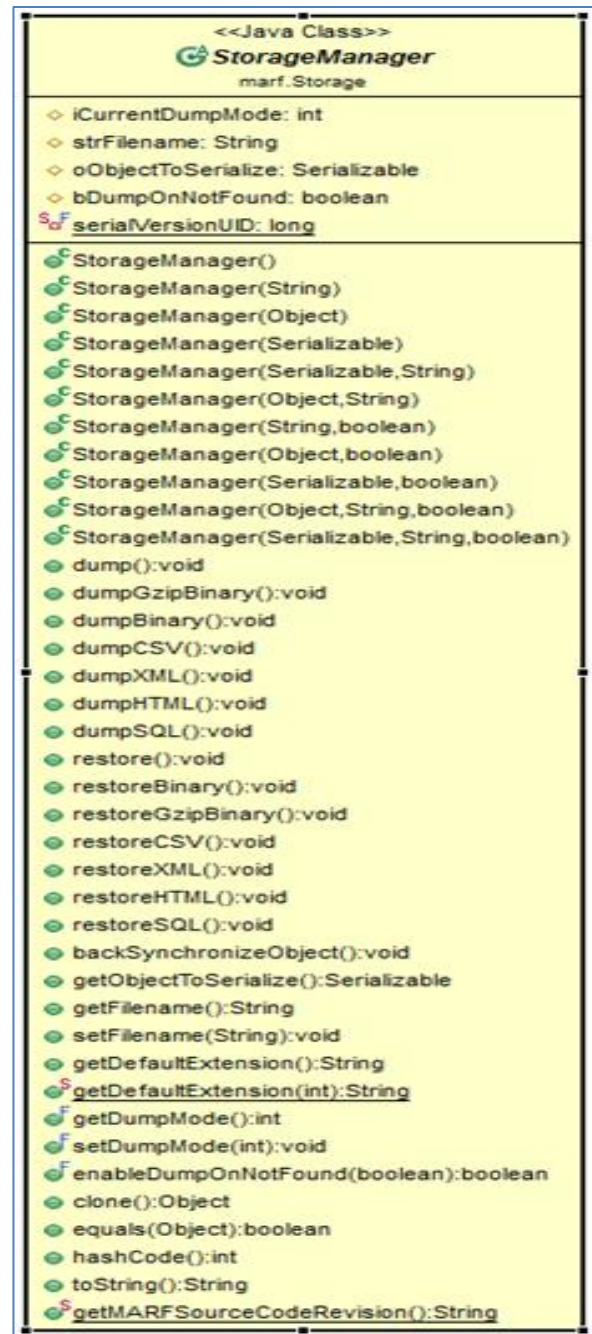 <<Java Class>>
StorageManager
marf.Storage
iCurrentDumpMode: int
strFilename: String
oObjectToSerialize: Serializable
bDumpOnNotFound: boolean
serialVersionUID: long
StorageManager()
StorageManager(String)
StorageManager(Object)
StorageManager(Serializable)
StorageManager(Serializable,String)
StorageManager(Object,String)
StorageManager(String,boolean)
StorageManager(Object,boolean)
StorageManager(Serializable,boolean)
StorageManager(Object,String,boolean)
StorageManager(Serializable,String,boolean)
dump():void
dumpGzipBinary():void
dumpBinary():void
dumpCSV():void
dumpXML():void
dumpHTML():void
dumpSQL():void
restore():void
restoreBinary():void
restoreGzipBinary():void
restoreCSV():void
restoreXML():void
restoreHTML():void
restoreSQL():void
backSynchronizeObject():void
getObjectToSerialize():Serializable
getFilename():String
setFilename(String):void
getDefaultExtension():String
getDefaultExtension(int):String
getDumpMode():int
setDumpMode(int):void
enableDumpOnNotFound(boolean):boolean
clone():Object
equals(Object):boolean
hashCode():int
toString():String
getMARFSourceCodeRevision():String